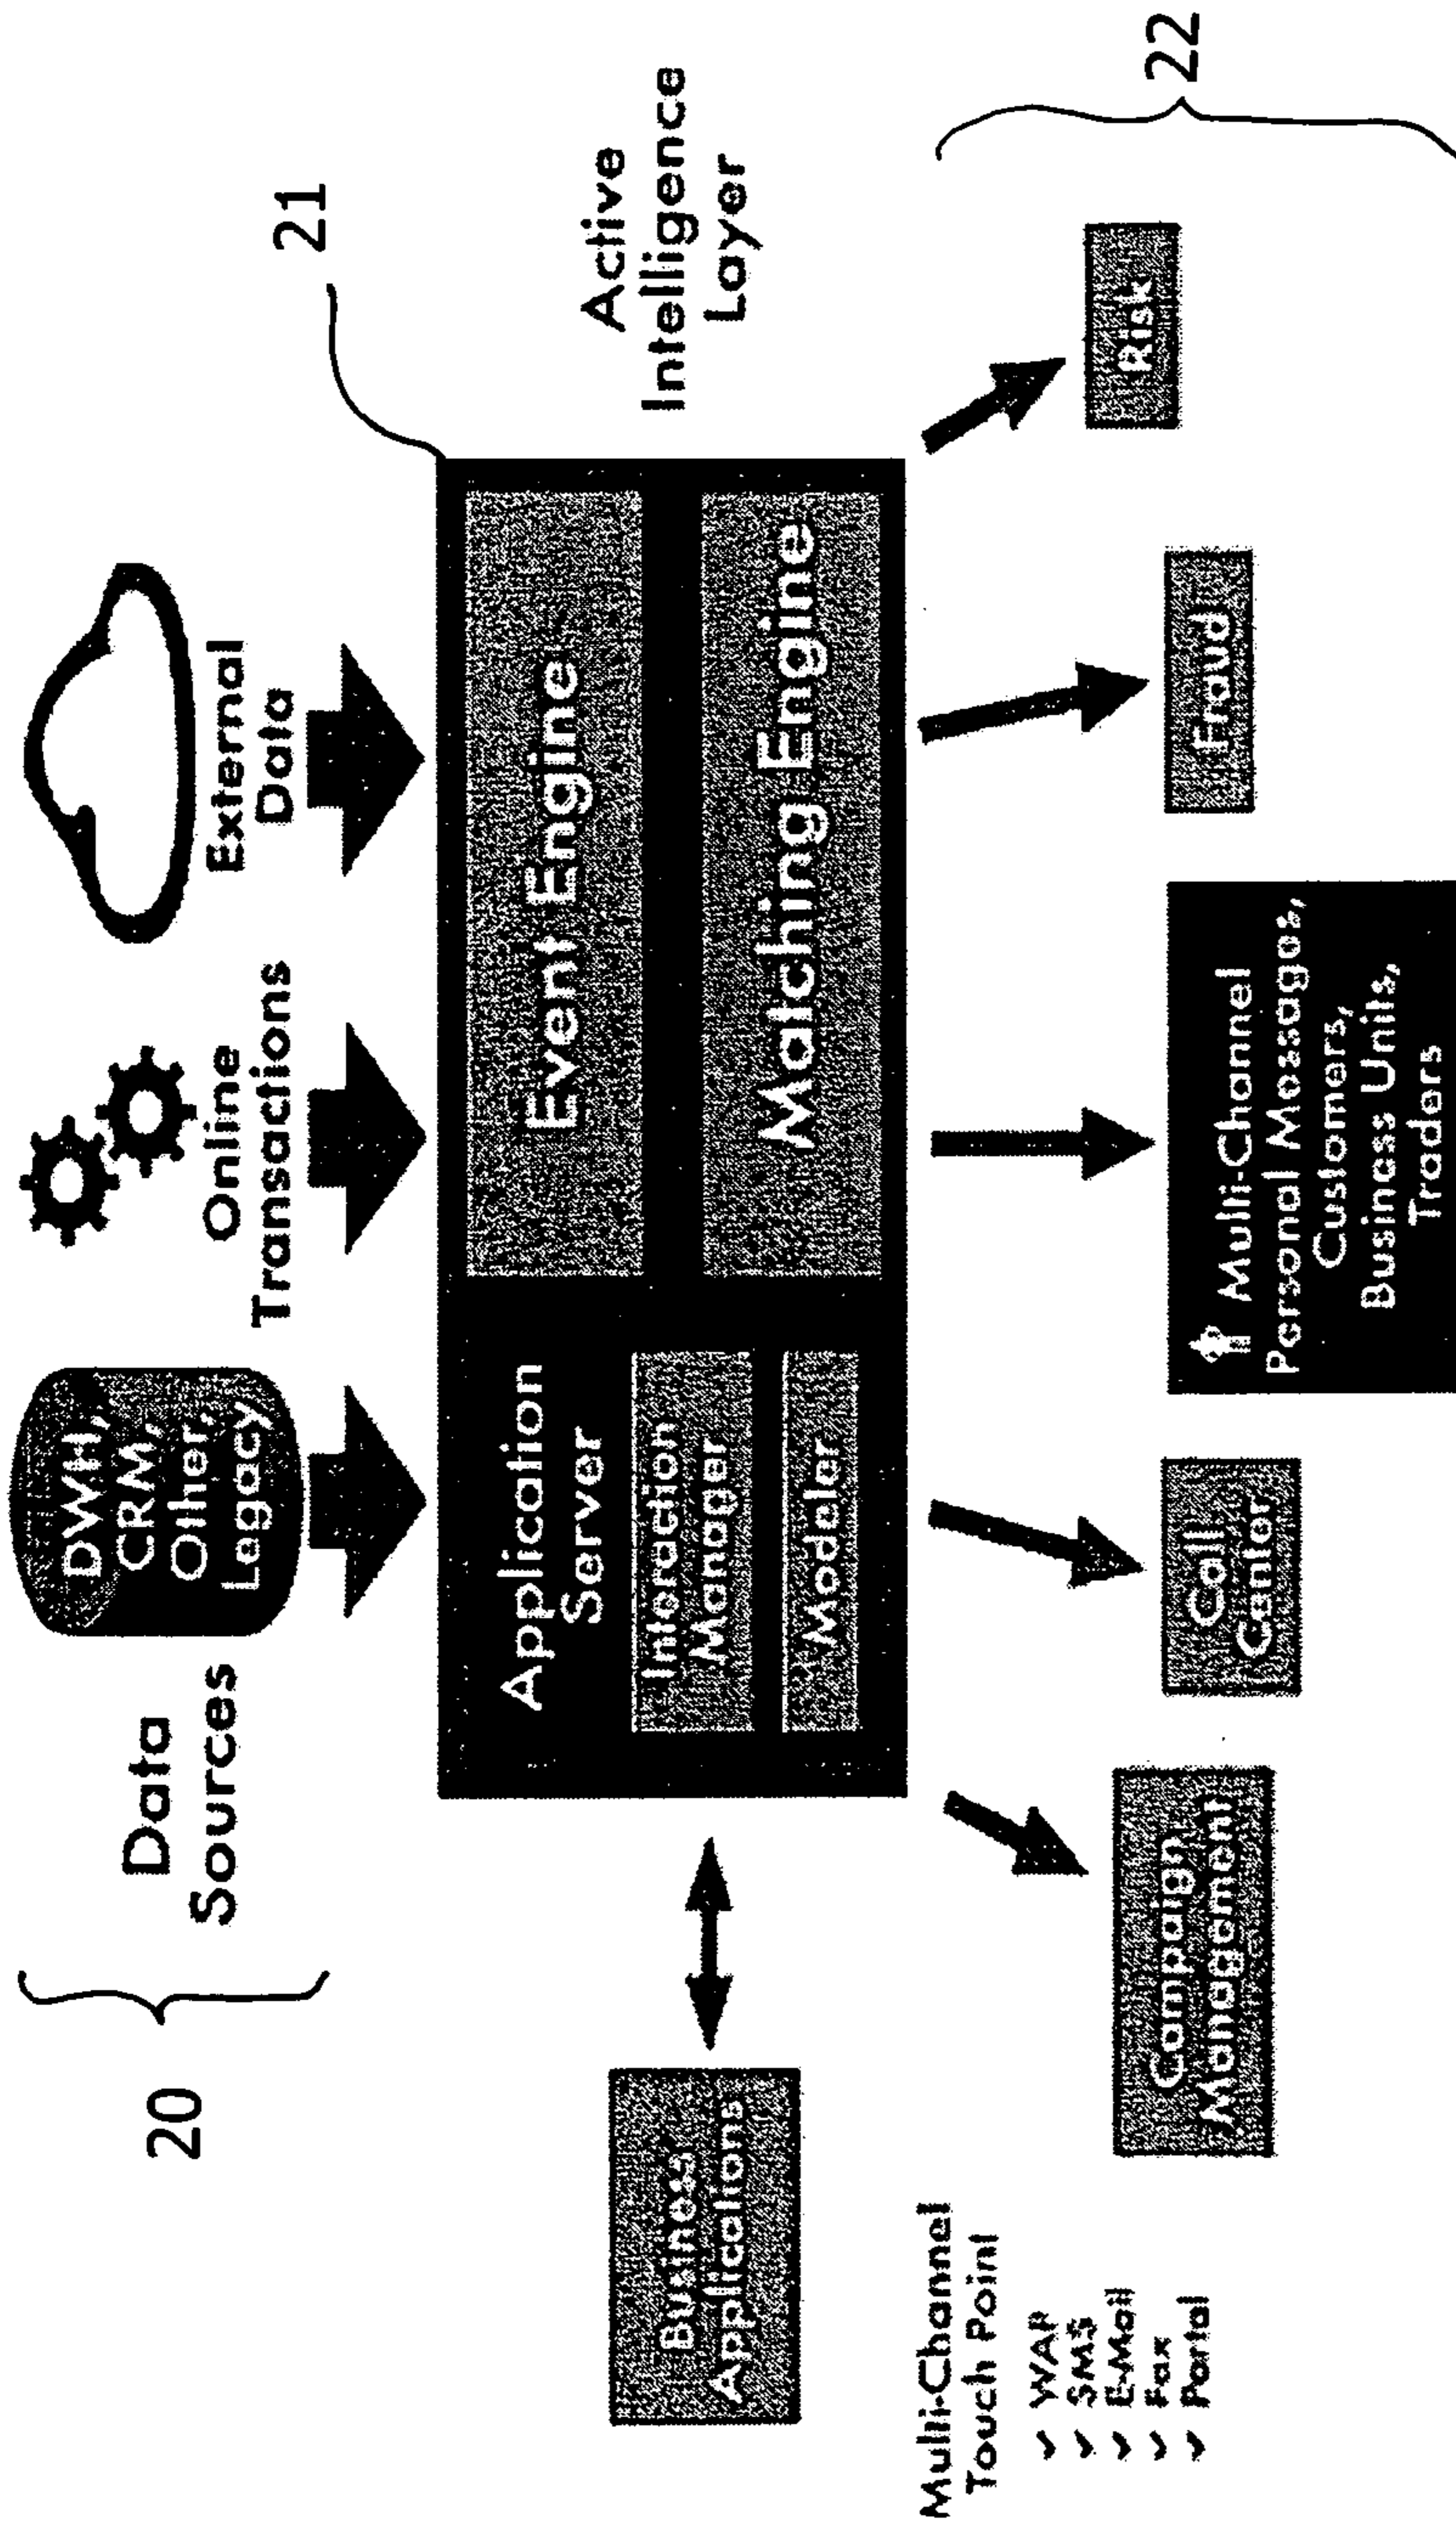 20
Data
Sources
DWH,
CRM,
Other,
Legacy
Online
Transactions
External
Data
21
Business
Applications
Application
Server
Interaction
Manager
Modeler
Event Engine
Matching Engine
Active
Intelligence
Layer
Multi-Channel
Touch Point
✓ WAP
✓ SMS
✓ E-Mail
✓ Fax
✓ Portal
Campaign
Management
Call
Center
Multi-Channel
Personal Messages,
Customers,
Business Units,
Traders
Fraud
Risk
22